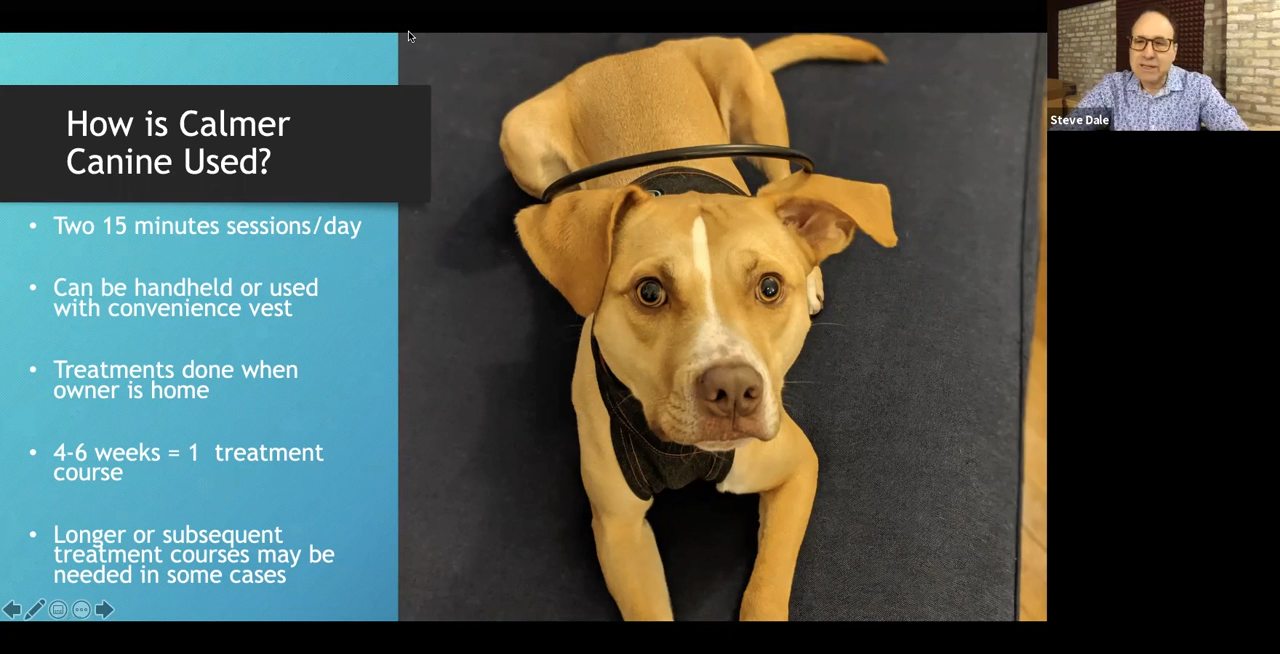 How is Calmer
Canine Used?
• Two 15 minutes sessions/day
• Can be handheld or used
with convenience vest
• Treatments done when
owner is home
• 4-6 weeks = 1  treatment
course
• Longer or subsequent
treatment courses may be
needed in some cases
Steve Dale